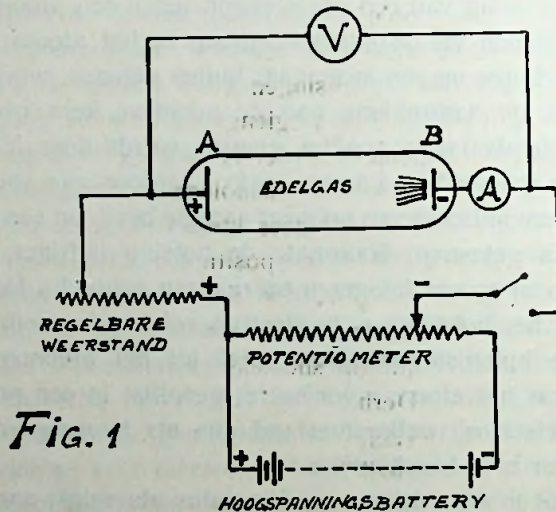 V
A
B
+
EDELGAS
-
A
+
-
REGELBARE
WEERSTAND
POTENTIOMETER
FIG. 1
+
-
HOOGSPANNINGSBATTERY